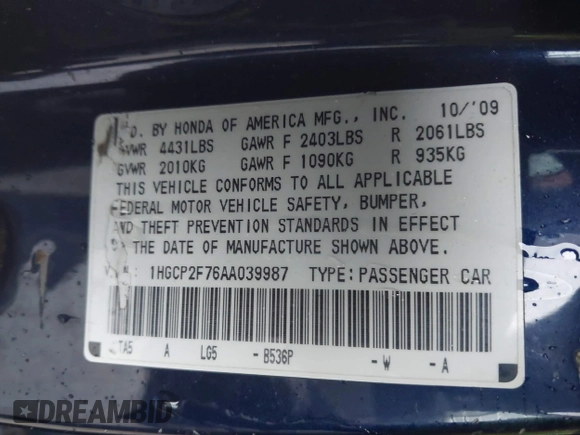 D. BY HONDA OF AMERICA MFG., INC. 10/'09
GVWR 4431LBS GAWR F 2403LBS R 2061LBS
GVWR 2010KG GAWR F 1090KG R 935KG
THIS VEHICLE CONFORMS TO ALL APPLICABLE
FEDERAL MOTOR VEHICLE SAFETY, BUMPER,
AND THEFT PREVENTION STANDARDS IN EFFECT
THE DATE OF MANUFACTURE SHOWN ABOVE.
1HGCP2F76AA039987 TYPE:PASSENGER CAR
TA5 A LG5 - B536P - W - A
DREAMBID